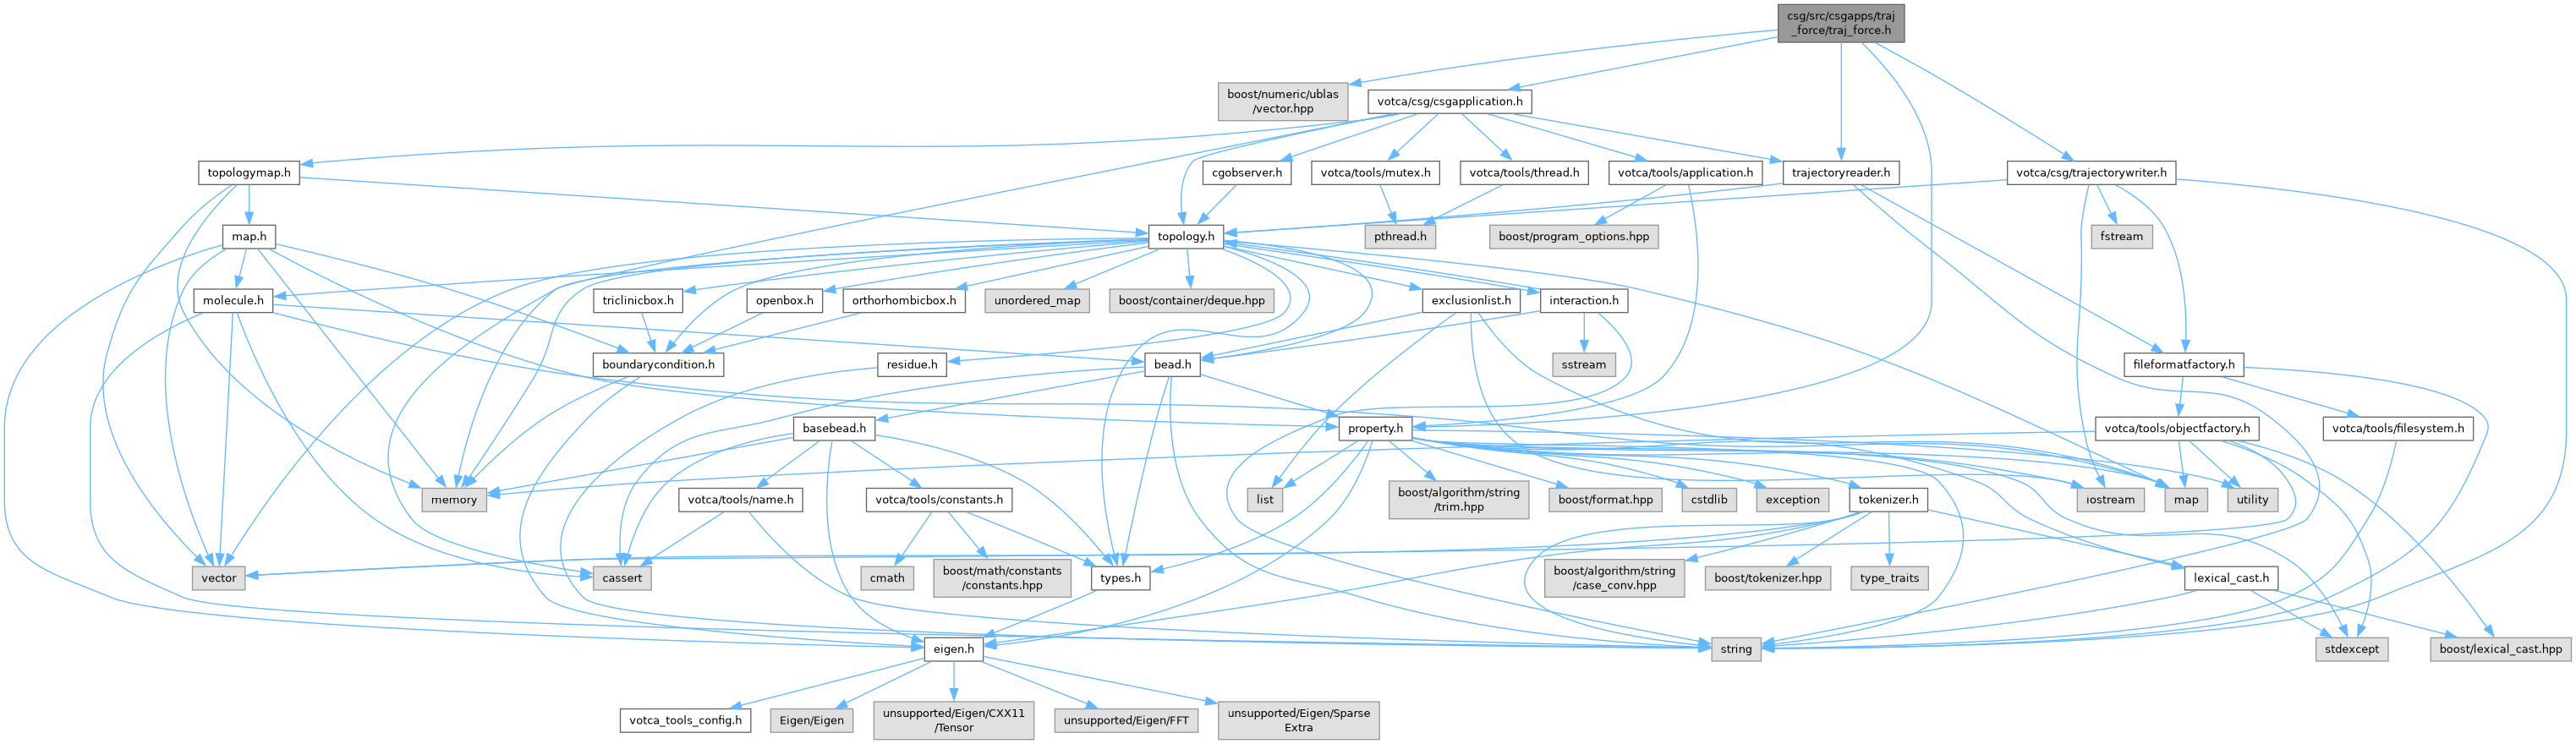 csg/src/csgapps/traj
_force/traj_force.h
boost/numeric/ublas
/vector.hpp
votca/csg/csgapplication.h
topologymap.h
cgobserver.h
votca/tools/mutex.h
votca/tools/thread.h
votca/tools/application.h
trajectoryreader.h
votca/csg/trajectorywriter.h
map.h
topology.h
pthread.h
boost/program_options.hpp
fstream
molecule.h
triclinicbox.h
openbox.h
orthorhombicbox.h
unordered_map
boost/container/deque.hpp
exclusionlist.h
interaction.h
boundarycondition.h
residue.h
bead.h
sstream
fileformatfactory.h
basebead.h
property.h
votca/tools/objectfactory.h
votca/tools/filesystem.h
memory
votca/tools/name.h
votca/tools/constants.h
list
boost/algorithm/string
/trim.hpp
boost/format.hpp
cstdlib
exception
tokenizer.h
iostream
map
utility
vector
cassert
cmath
boost/math/constants
/constants.hpp
types.h
boost/algorithm/string
/case_conv.hpp
boost/tokenizer.hpp
type_traits
lexical_cast.h
eigen.h
string
stdexcept
boost/lexical_cast.hpp
votca_tools_config.h
Eigen/Eigen
unsupported/Eigen/CXX11
/Tensor
unsupported/Eigen/FFT
unsupported/Eigen/Sparse
Extra